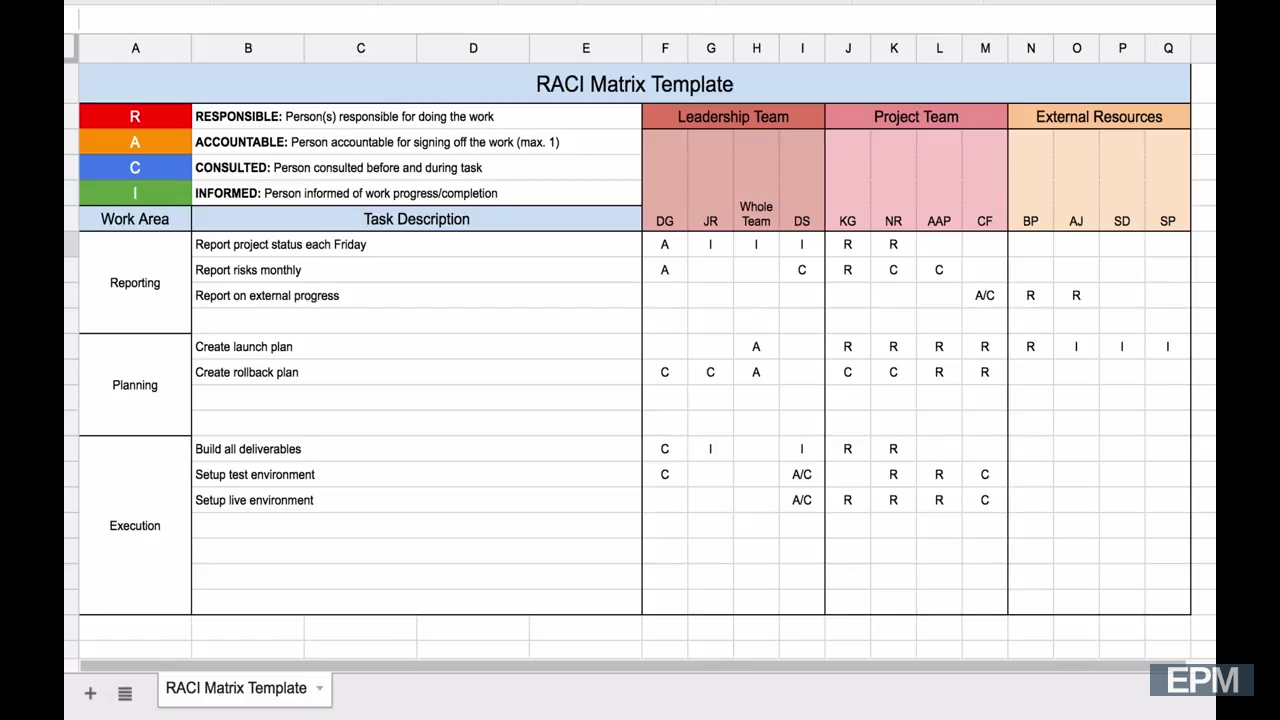 A B C D E F G H I J K L M N O P Q
RACI Matrix Template
R RESPONSIBLE: Person(s) responsible for doing the work Leadership Team Project Team External Resources
A ACCOUNTABLE: Person accountable for signing off the work (max. 1)
C CONSULTED: Person consulted before and during task
I INFORMED: Person informed of work progress/completion
Work Area Task Description DG JR Whole Team DS KG NR AAP CF BP AJ SD SP
Report project status each Friday A I I I R R
Report risks monthly A C R C C
Reporting
Report on external progress A/C R R
Create launch plan A R R R R R I I I
Create rollback plan C C A C C R R
Planning
Build all deliverables C I I R R
Setup test environment C A/C R R C
Setup live environment A/C R R R C
Execution
+ RACI Matrix Template
EPM